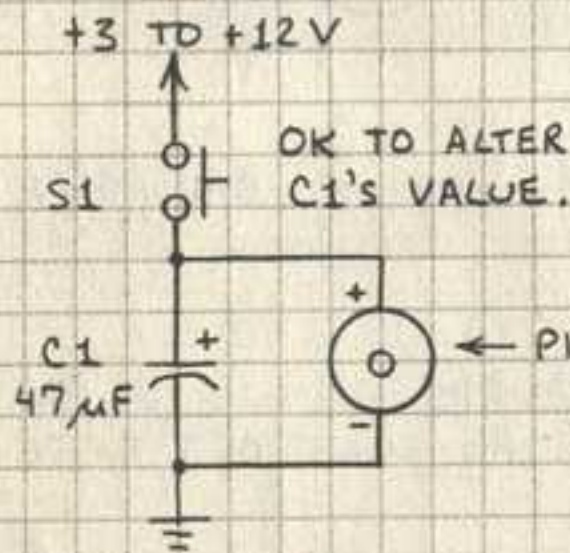 +3 TO +12V
OK TO ALTER
C1's VALUE.
S1
+
+
C1
47µF
-